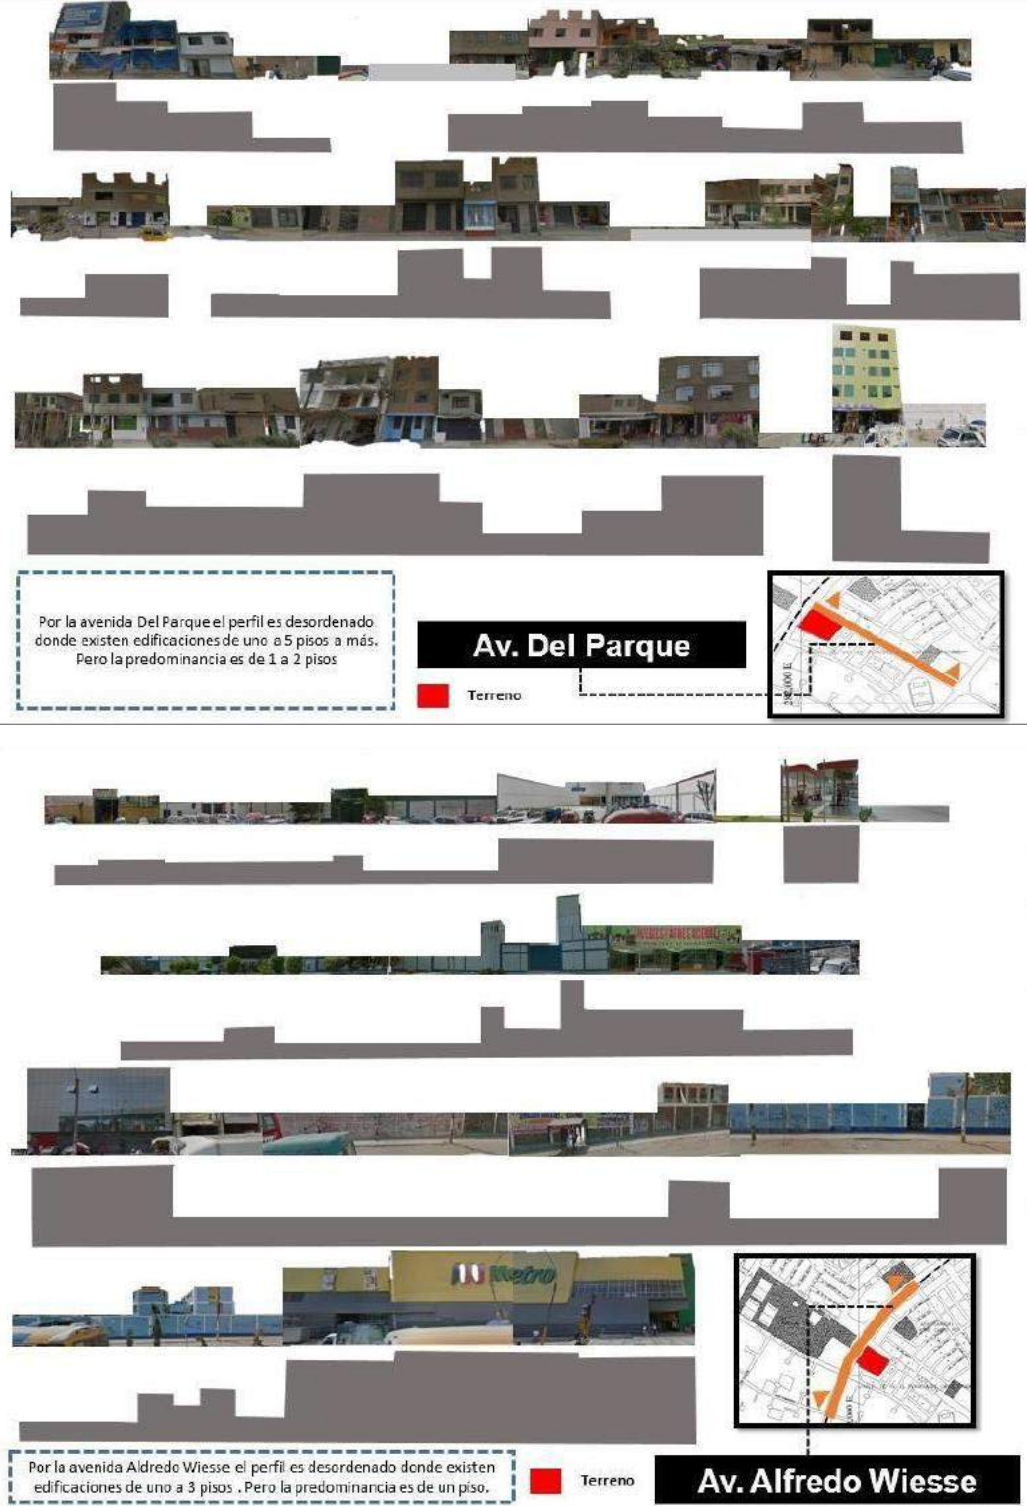 Por la avenida Del Parque el perfil es desordenado
donde existen edificaciones de uno a 5 pisos a más.
Pero la predominancia es de 1 a 2 pisos
Av. Del Parque
Terreno
Metro
Por la avenida Aldredo Wiesse el perfil es desordenado donde existen
edificaciones de uno a 3 pisos . Pero la predominancia es de un piso.
Terreno
Av. Alfredo Wiesse